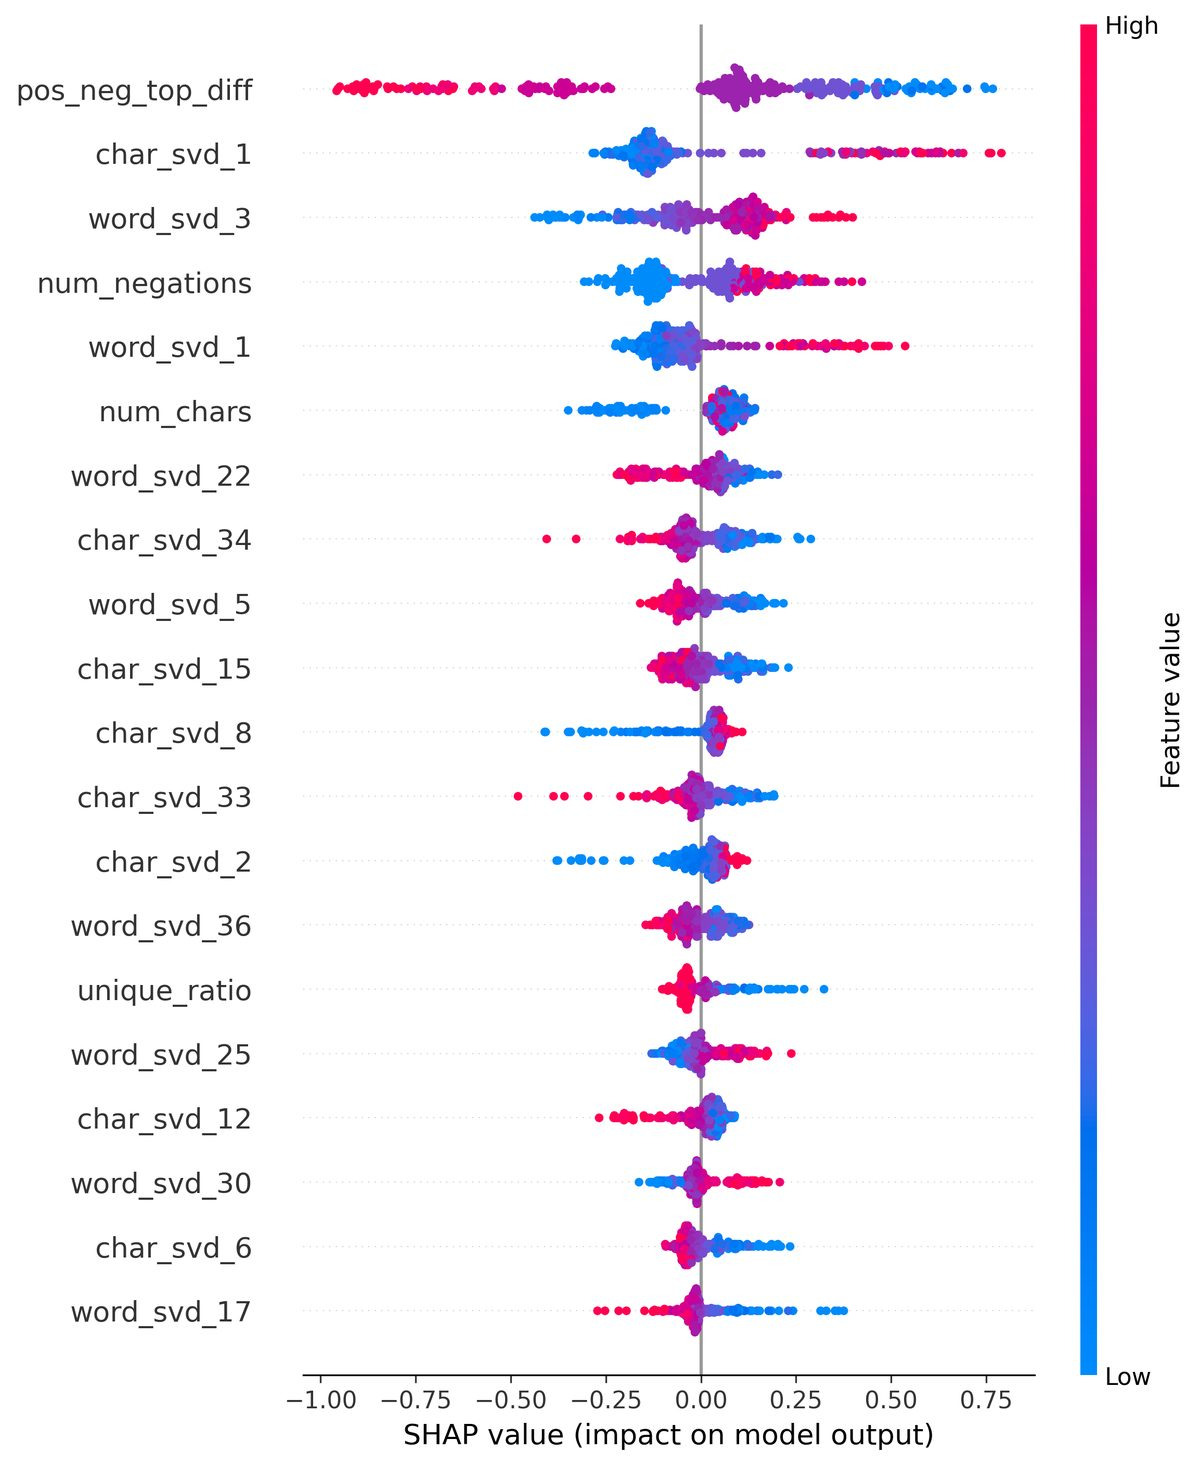 High
pos_neg_top_diff
char_svd_1
word_svd_3
num_negations
word_svd_1
num_chars
word_svd_22
char_svd_34
word_svd_5
char_svd_15
char_svd_8
char_svd_33
char_svd_2
word_svd_36
unique_ratio
word_svd_25
char_svd_12
word_svd_30
char_svd_6
word_svd_17
Feature value
Low
−1.00 −0.75 −0.50 −0.25 0.00 0.25 0.50 0.75
SHAP value (impact on model output)